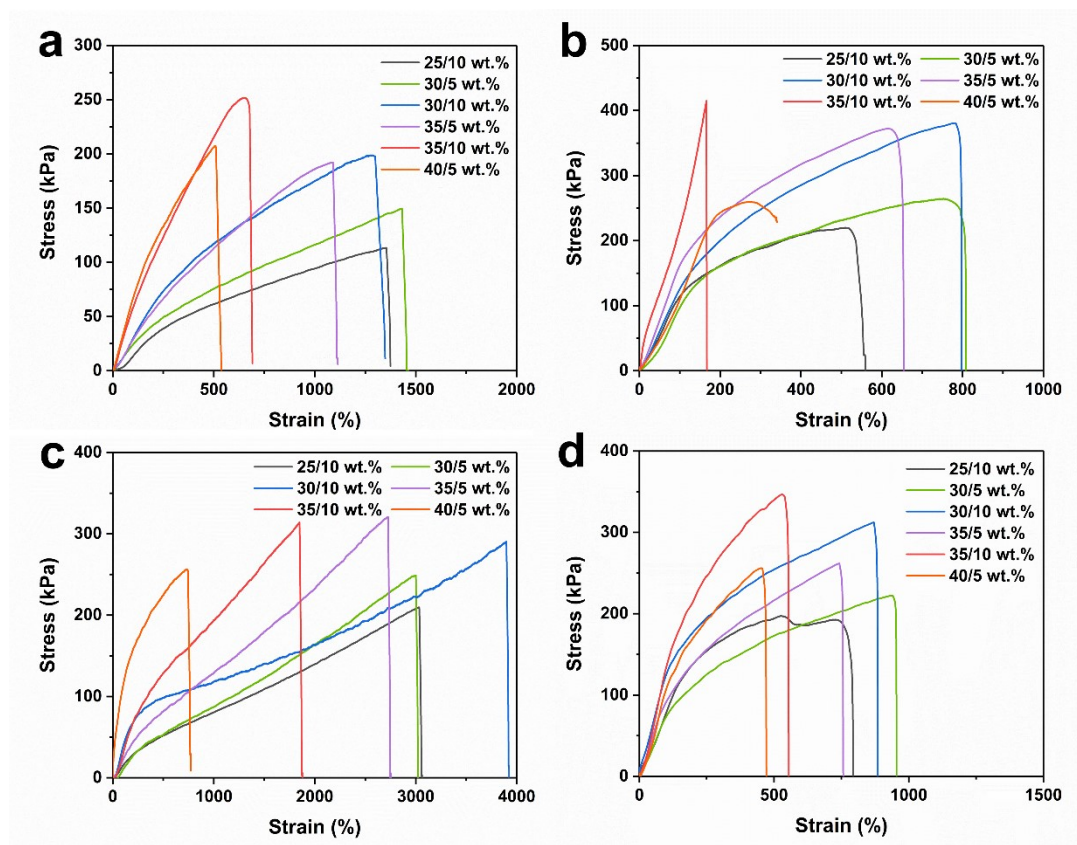 a
300
250
200
150
100
50
0
Stress (kPa)
25/10 wt.%
30/5 wt.%
30/10 wt.%
35/5 wt.%
35/10 wt.%
40/5 wt.%
0 500 1000 1500 2000
Strain (%)
b
500
400
300
200
100
0
Stress (kPa)
25/10 wt.% 30/5 wt.%
30/10 wt.% 35/5 wt.%
35/10 wt.% 40/5 wt.%
0 200 400 600 800 1000
Strain (%)
c
400
300
200
100
0
Stress (kPa)
25/10 wt.% 30/5 wt.%
30/10 wt.% 35/5 wt.%
35/10 wt.% 40/5 wt.%
0 1000 2000 3000 4000
Strain (%)
d
400
300
200
100
0
Stress (kPa)
25/10 wt.%
30/5 wt.%
30/10 wt.%
35/5 wt.%
35/10 wt.%
40/5 wt.%
0 500 1000 1500
Strain (%)